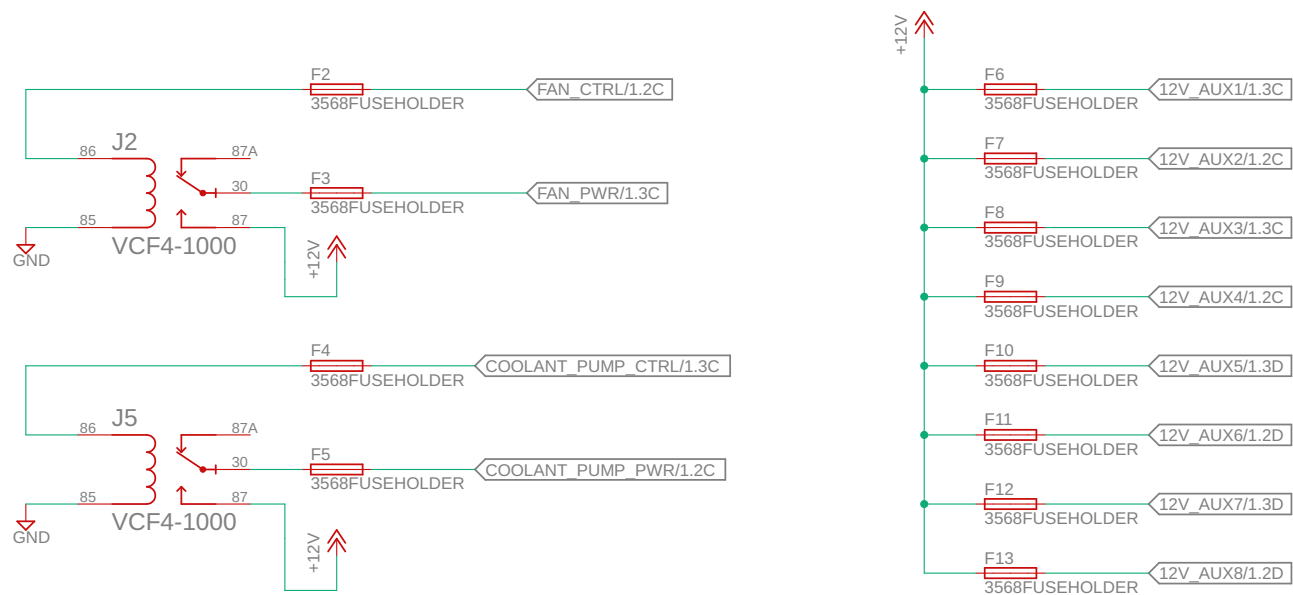 F2
FAN_CTRL/1.2C
3568FUSEHOLDER
J2
86
87A
F3
30
FAN_PWR/1.3C
3568FUSEHOLDER
85
87
VCF4-1000
GND
+12V
F4
COOLANT_PUMP_CTRL/1.3C
3568FUSEHOLDER
J5
86
87A
F5
30
COOLANT_PUMP_PWR/1.2C
3568FUSEHOLDER
85
87
VCF4-1000
GND
+12V
+12V
F6
12V_AUX1/1.3C
3568FUSEHOLDER
F7
12V_AUX2/1.2C
3568FUSEHOLDER
F8
12V_AUX3/1.3C
3568FUSEHOLDER
F9
12V_AUX4/1.2C
3568FUSEHOLDER
F10
12V_AUX5/1.3D
3568FUSEHOLDER
F11
12V_AUX6/1.2D
3568FUSEHOLDER
F12
12V_AUX7/1.3D
3568FUSEHOLDER
F13
12V_AUX8/1.2D
3568FUSEHOLDER